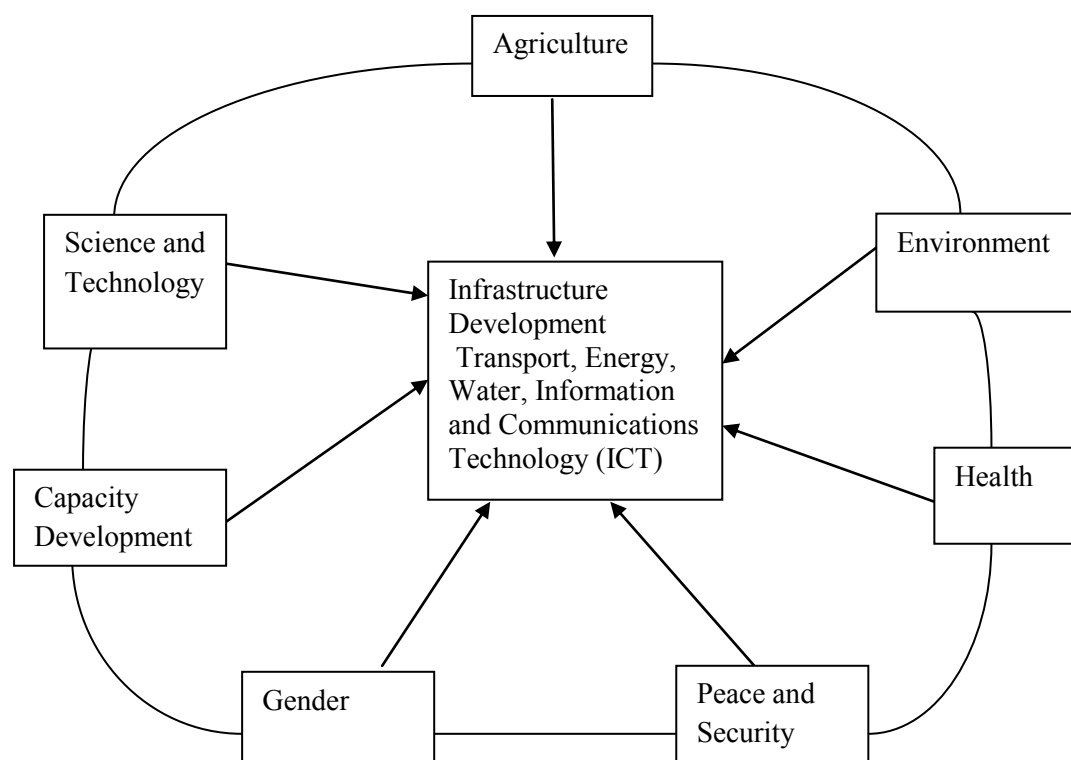 Agriculture
Science and
Technology
Environment
Infrastructure
Development
Transport, Energy,
Water, Information
and Communications
Technology (ICT)
Capacity
Development
Health
Gender
Peace and
Security